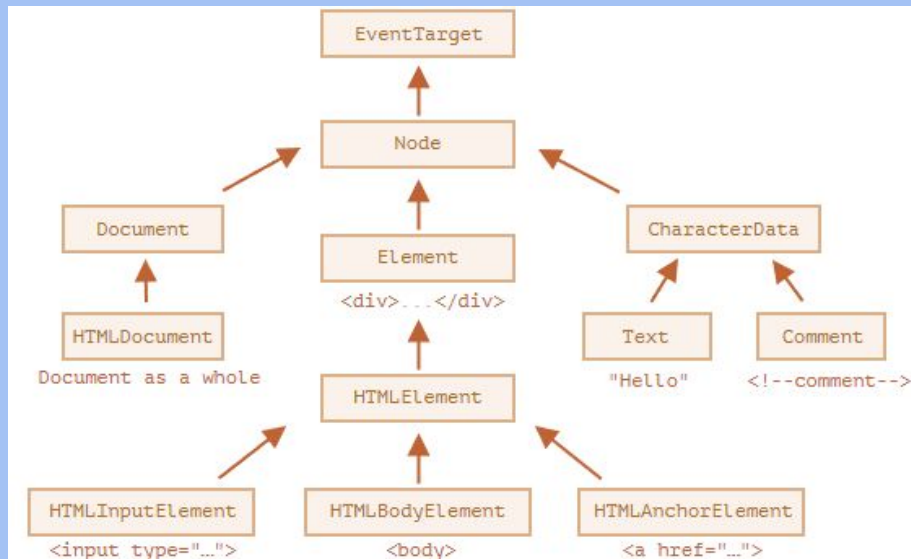 EventTarget
Node
Document
CharacterData
Element
<div>...</div>
HTMLDocument
Text
Comment
Document as a whole
"Hello"
<!--comment-->
HTMLElement
HTMLInputElement
HTMLBodyElement
HTMLAnchorElement
<input type="…">
<body>
<a href="…">